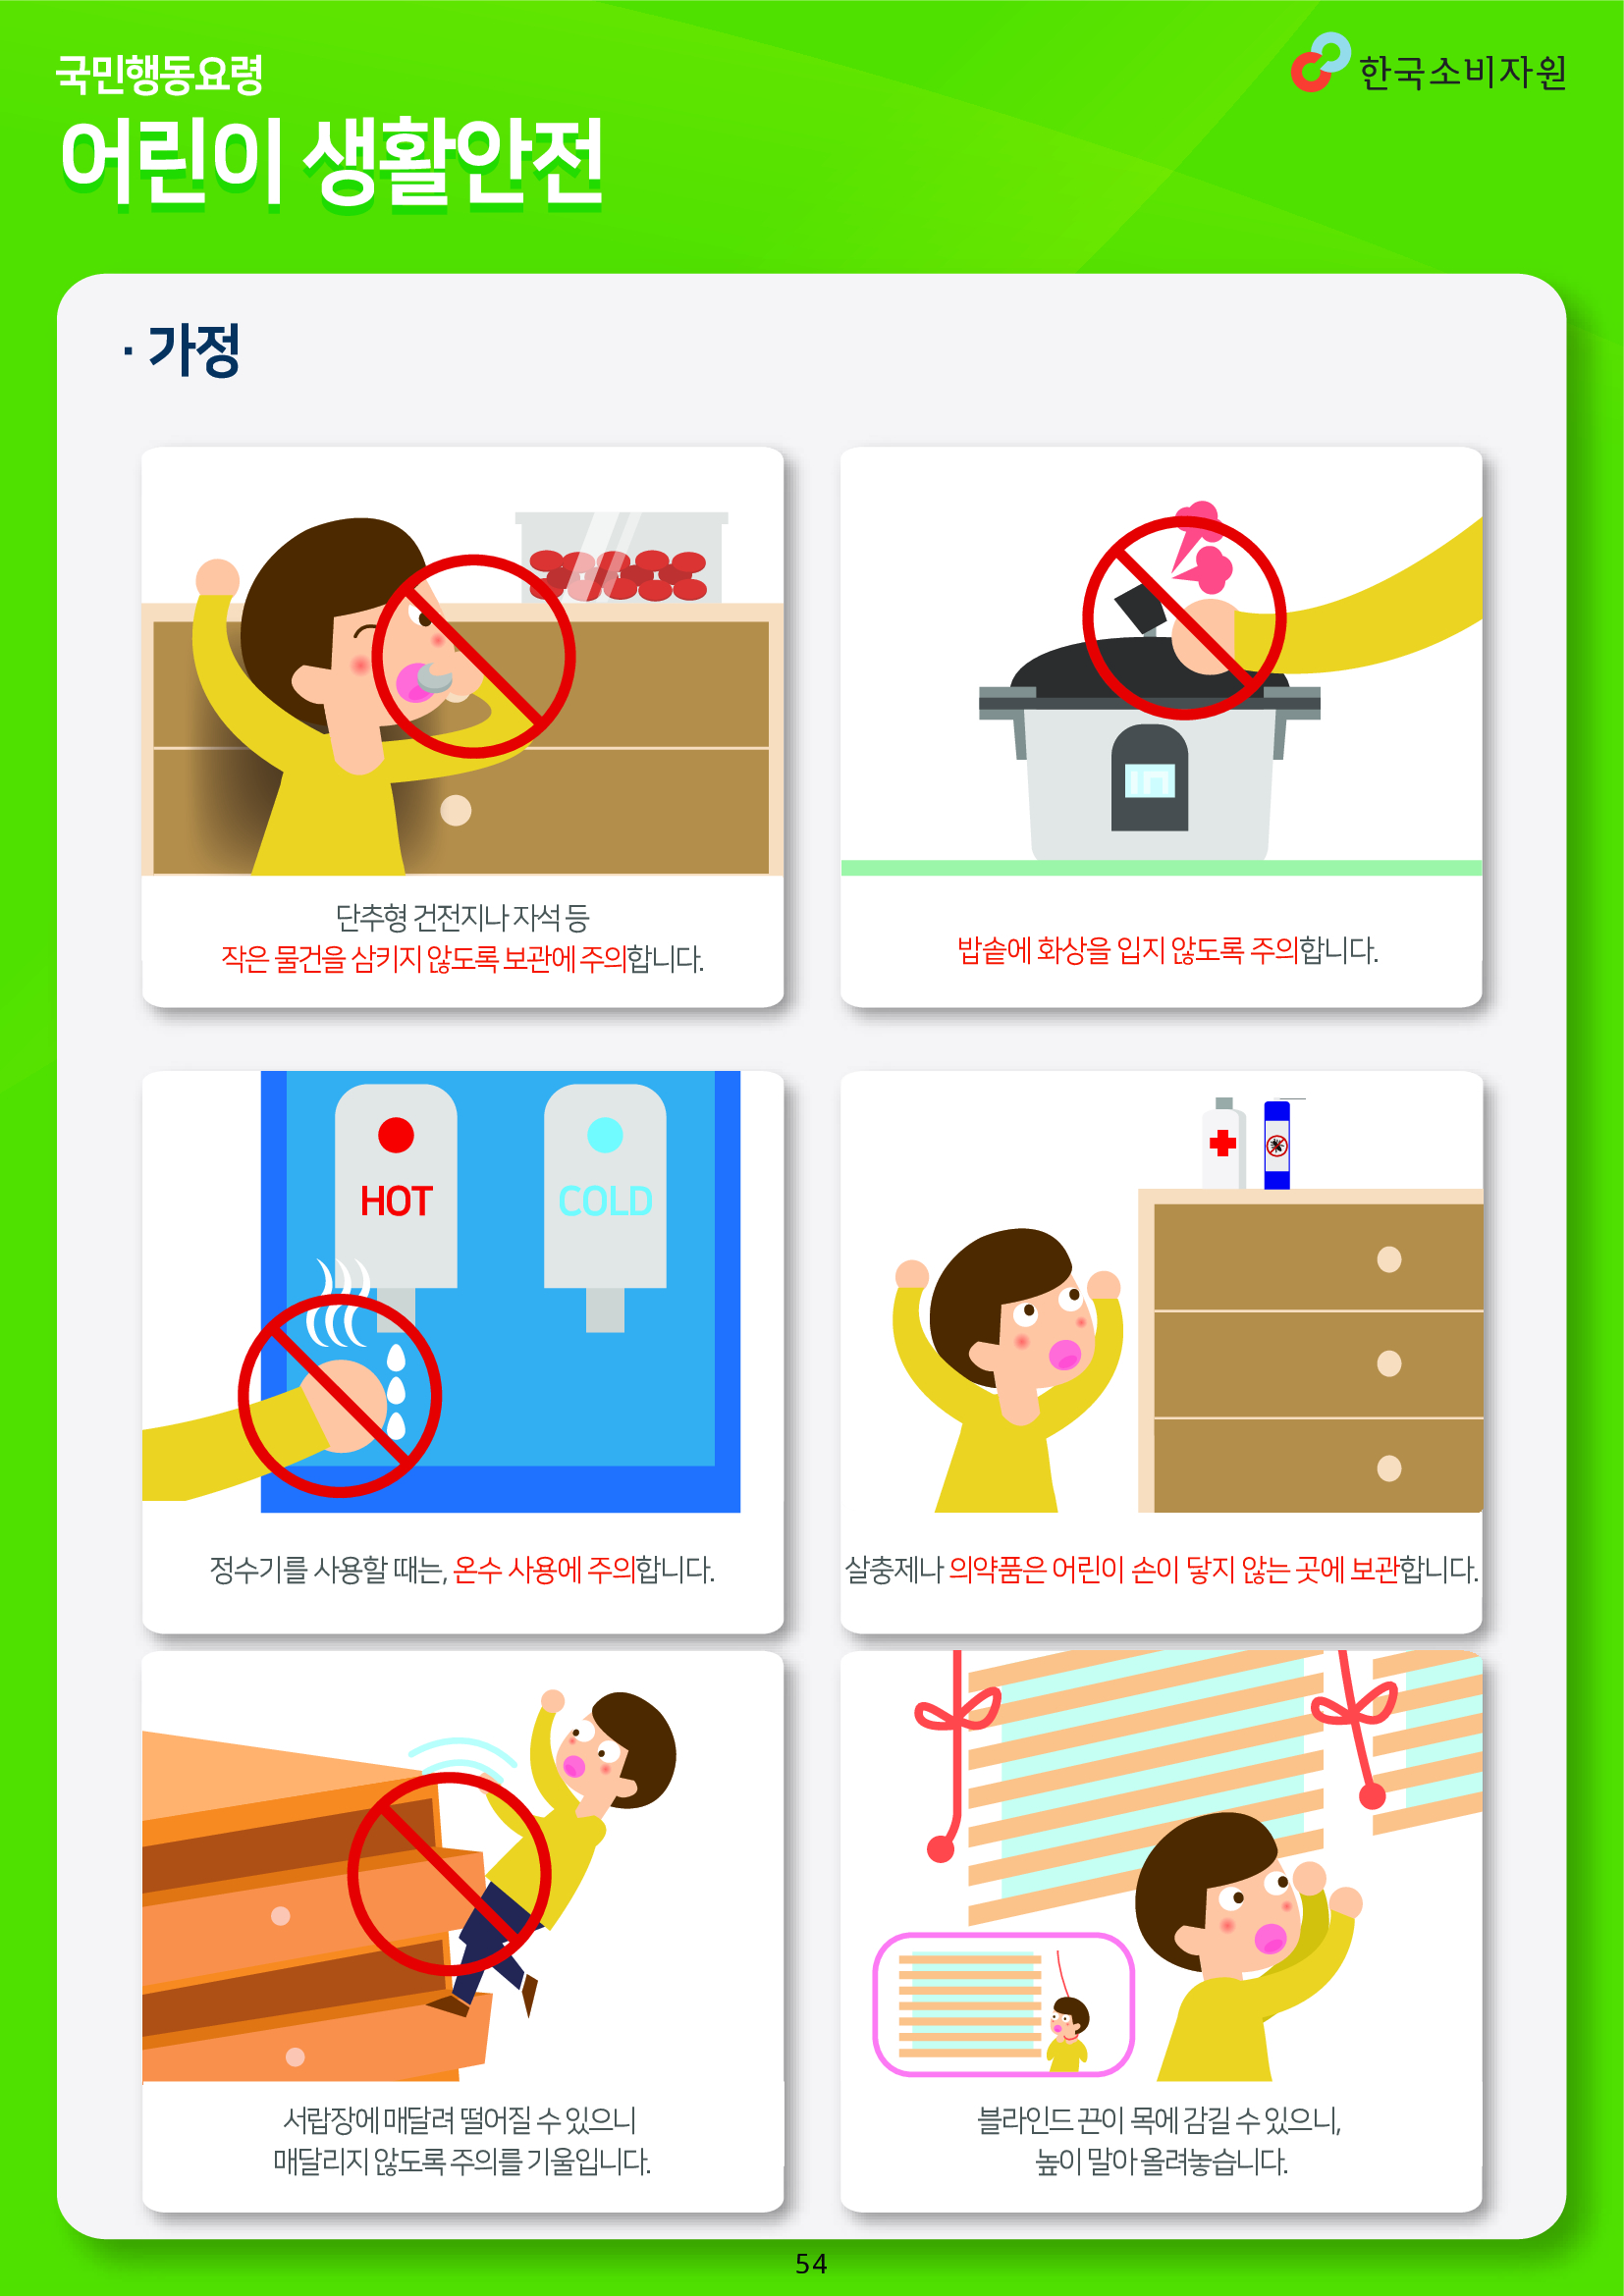 국민행동요령
어린이 생활안전
한국소비자원
· 가정
단추형 건전지나 자석 등
작은 물건을 삼키지 않도록 보관에 주의합니다.
밥솥에 화상을 입지 않도록 주의합니다.
HOT
COLD
정수기를 사용할 때는, 온수 사용에 주의합니다.
살충제나 의약품은 어린이 손이 닿지 않는 곳에 보관합니다.
서랍장에 매달려 떨어질 수 있으니
매달리지 않도록 주의를 기울입니다.
블라인드 끈이 목에 감길 수 있으니,
높이 말아 올려놓습니다.
54